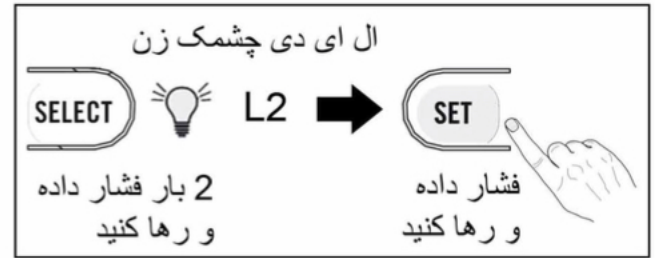 ال ای دی چشمک زن
SELECT
L2
SET
2 بار فشار داده
و رها کنید
فشار داده
و رها کنید